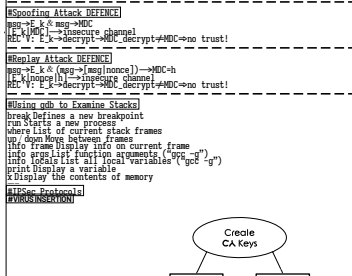 #Spoofing Attack DEFENCE
msg→E_k & msg→MDC
[E_k|MDC]→insecure channel
REC'V: E_k→decrypt→MDC_decrypt≠MDC⇒no trust!
#Replay Attack DEFENCE
msg→E_k & (msg→[msg|nonce])→MDC=h
[E_k|nonce|h]→insecure channel
REC'V: E_k→decrypt→MDC_decrypt≠MDC⇒no trust!
#Using gdb to Examine Stacks
break Defines a new breakpoint
run Starts a new process
where List of current stack frames
up / down Move between frames
info frame Display info on current frame
info args List function arguments ("gcc -g")
info locals List all local variables ("gcc -g")
print Display a variable
x Display the contents of memory
#IPSec Protocols
#VIRUS INSERTION
Create
CA Keys